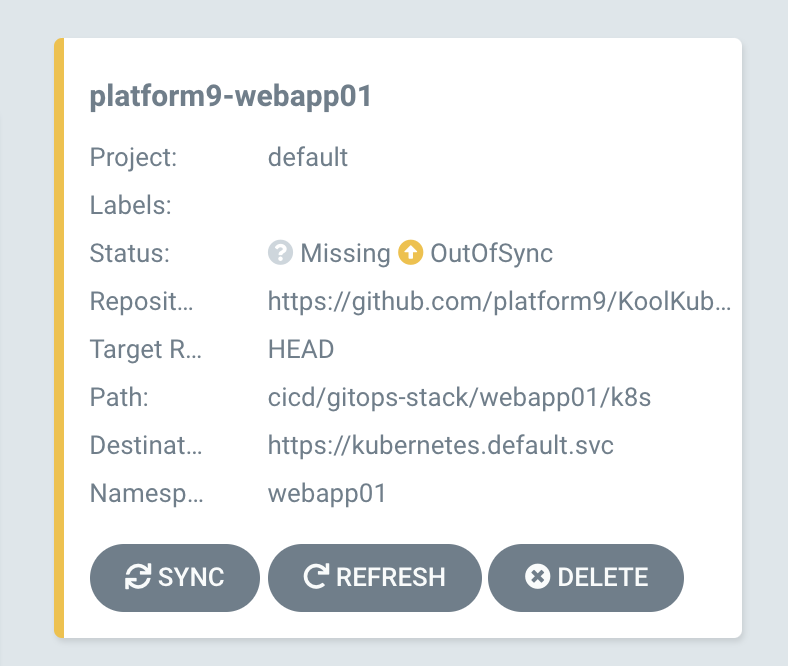 platform9-webapp01
Project: default
Labels:
Status: Missing OutOfSync
Reposit... https://github.com/platform9/KoolKub...
Target R... HEAD
Path: cicd/gitops-stack/webapp01/k8s
Destinat... https://kubernetes.default.svc
Namesp... webapp01
SYNC REFRESH DELETE